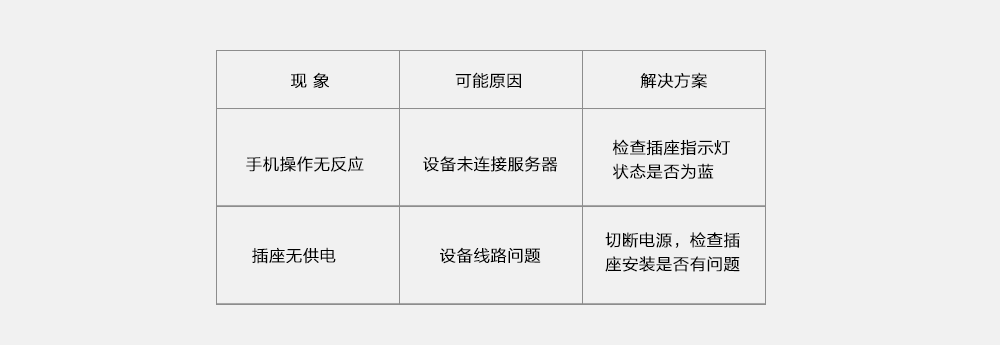 现 象
可能原因
解决方案
手机操作无反应
设备未连接服务器
检查插座指示灯
状态是否为蓝
插座无供电
设备线路问题
切断电源，检查插
座安装是否有问题